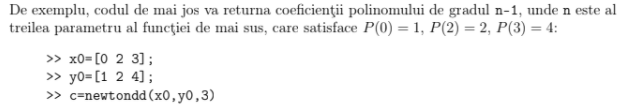 De exemplu, codul de mai jos va returna coeficienții polinomului de gradul n-1, unde n este al
treilea parametru al funcției de mai sus, care satisface P(0) = 1, P(2) = 2, P(3) = 4:
>> x0=[0 2 3];
>> y0=[1 2 4];
>> c=newtondd(x0,y0,3)